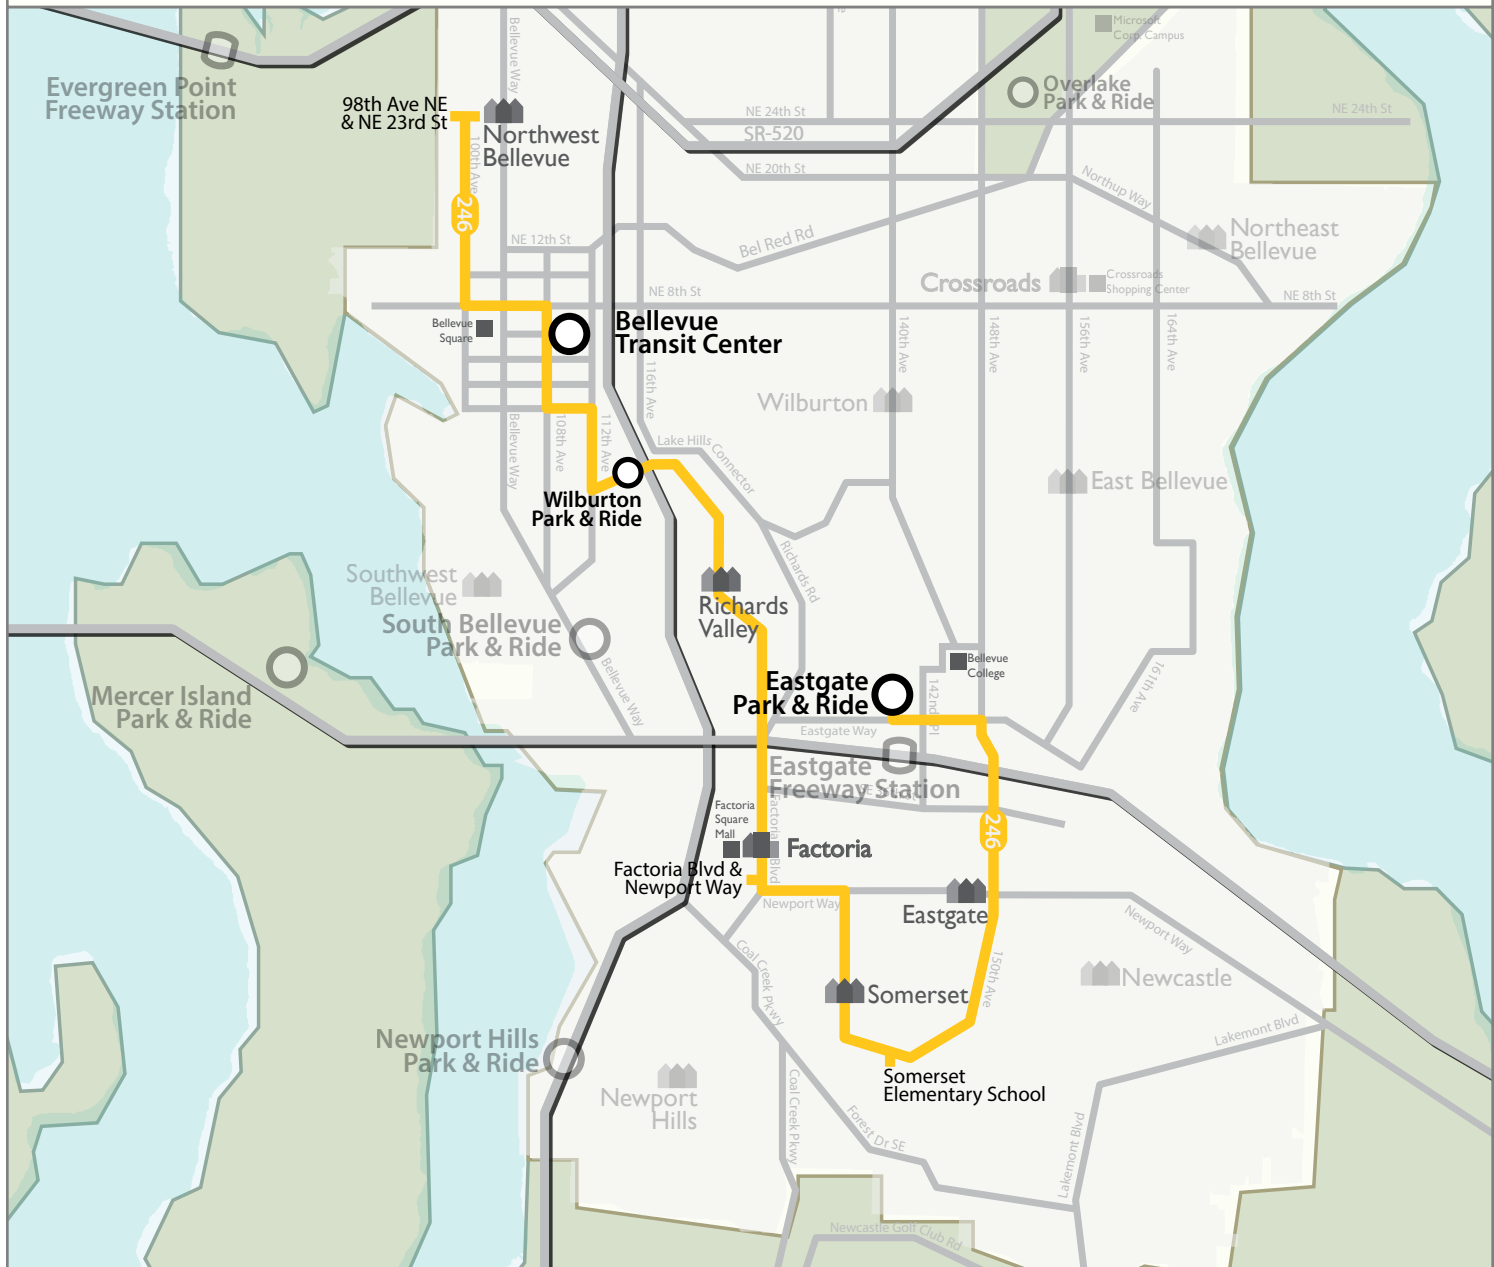 Bellevue Way
Microsoft
Corp. Campus
Evergreen Point
Freeway Station
98th Ave NE
& NE 23rd St
Northwest
Bellevue
100th Ave
246
Overlake
Park & Ride
NE 24th St
NE 24th St
SR-520
NE 20th St
Northup Way
Northeast
Bellevue
NE 12th St
Bel Red Rd
Crossroads
Crossroads
Shopping Center
NE 8th St
NE 8th St
Bellevue
Square
Bellevue
Transit Center
140th Ave
148th Ave
156th Ave
164th Ave
116th Ave
Wilburton
Bellevue Way
108th Ave
112th Ave
Lake Hills Connector
East Bellevue
Wilburton
Park & Ride
Southwest
Bellevue
Richards Rd
Richards
Valley
South Bellevue
Park & Ride
Bellevue Way
Mercer Island
Park & Ride
Eastgate
Park & Ride
Bellevue
College
142nd Pl
161th Ave
Eastgate Way
Eastgate
Freeway Station
Factoria
Square
Mall
Factoria Blvd
246
Factoria
Factoria Blvd &
Newport Way
Newport Way
Eastgate
Newport Way
Coal Creek Pkwy
Somerset
150th Ave
Newcastle
Newport Hills
Park & Ride
Lakemont Blvd
Somerset
Elementary School
Newport
Hills
Coal Creek Pkwy
Forest Dr SE
Lakemont Blvd
Newcastle Golf Club Rd